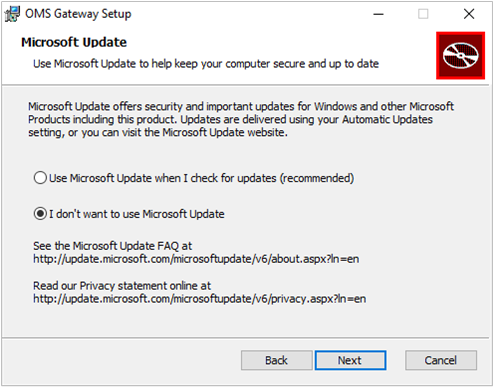 OMS Gateway Setup
Microsoft Update
Use Microsoft Update to help keep your computer secure and up to date
Microsoft Update offers security and important updates for Windows and other Microsoft
Products including this product. Updates are delivered using your Automatic Updates
setting, or you can visit the Microsoft Update website.
Use Microsoft Update when I check for updates (recommended)
I don't want to use Microsoft Update
See the Microsoft Update FAQ at
http://update.microsoft.com/microsoftupdate/v6/about.aspx?ln=en
Read our Privacy statement online at
http://update.microsoft.com/microsoftupdate/v6/privacy.aspx?ln=en
Back Next Cancel